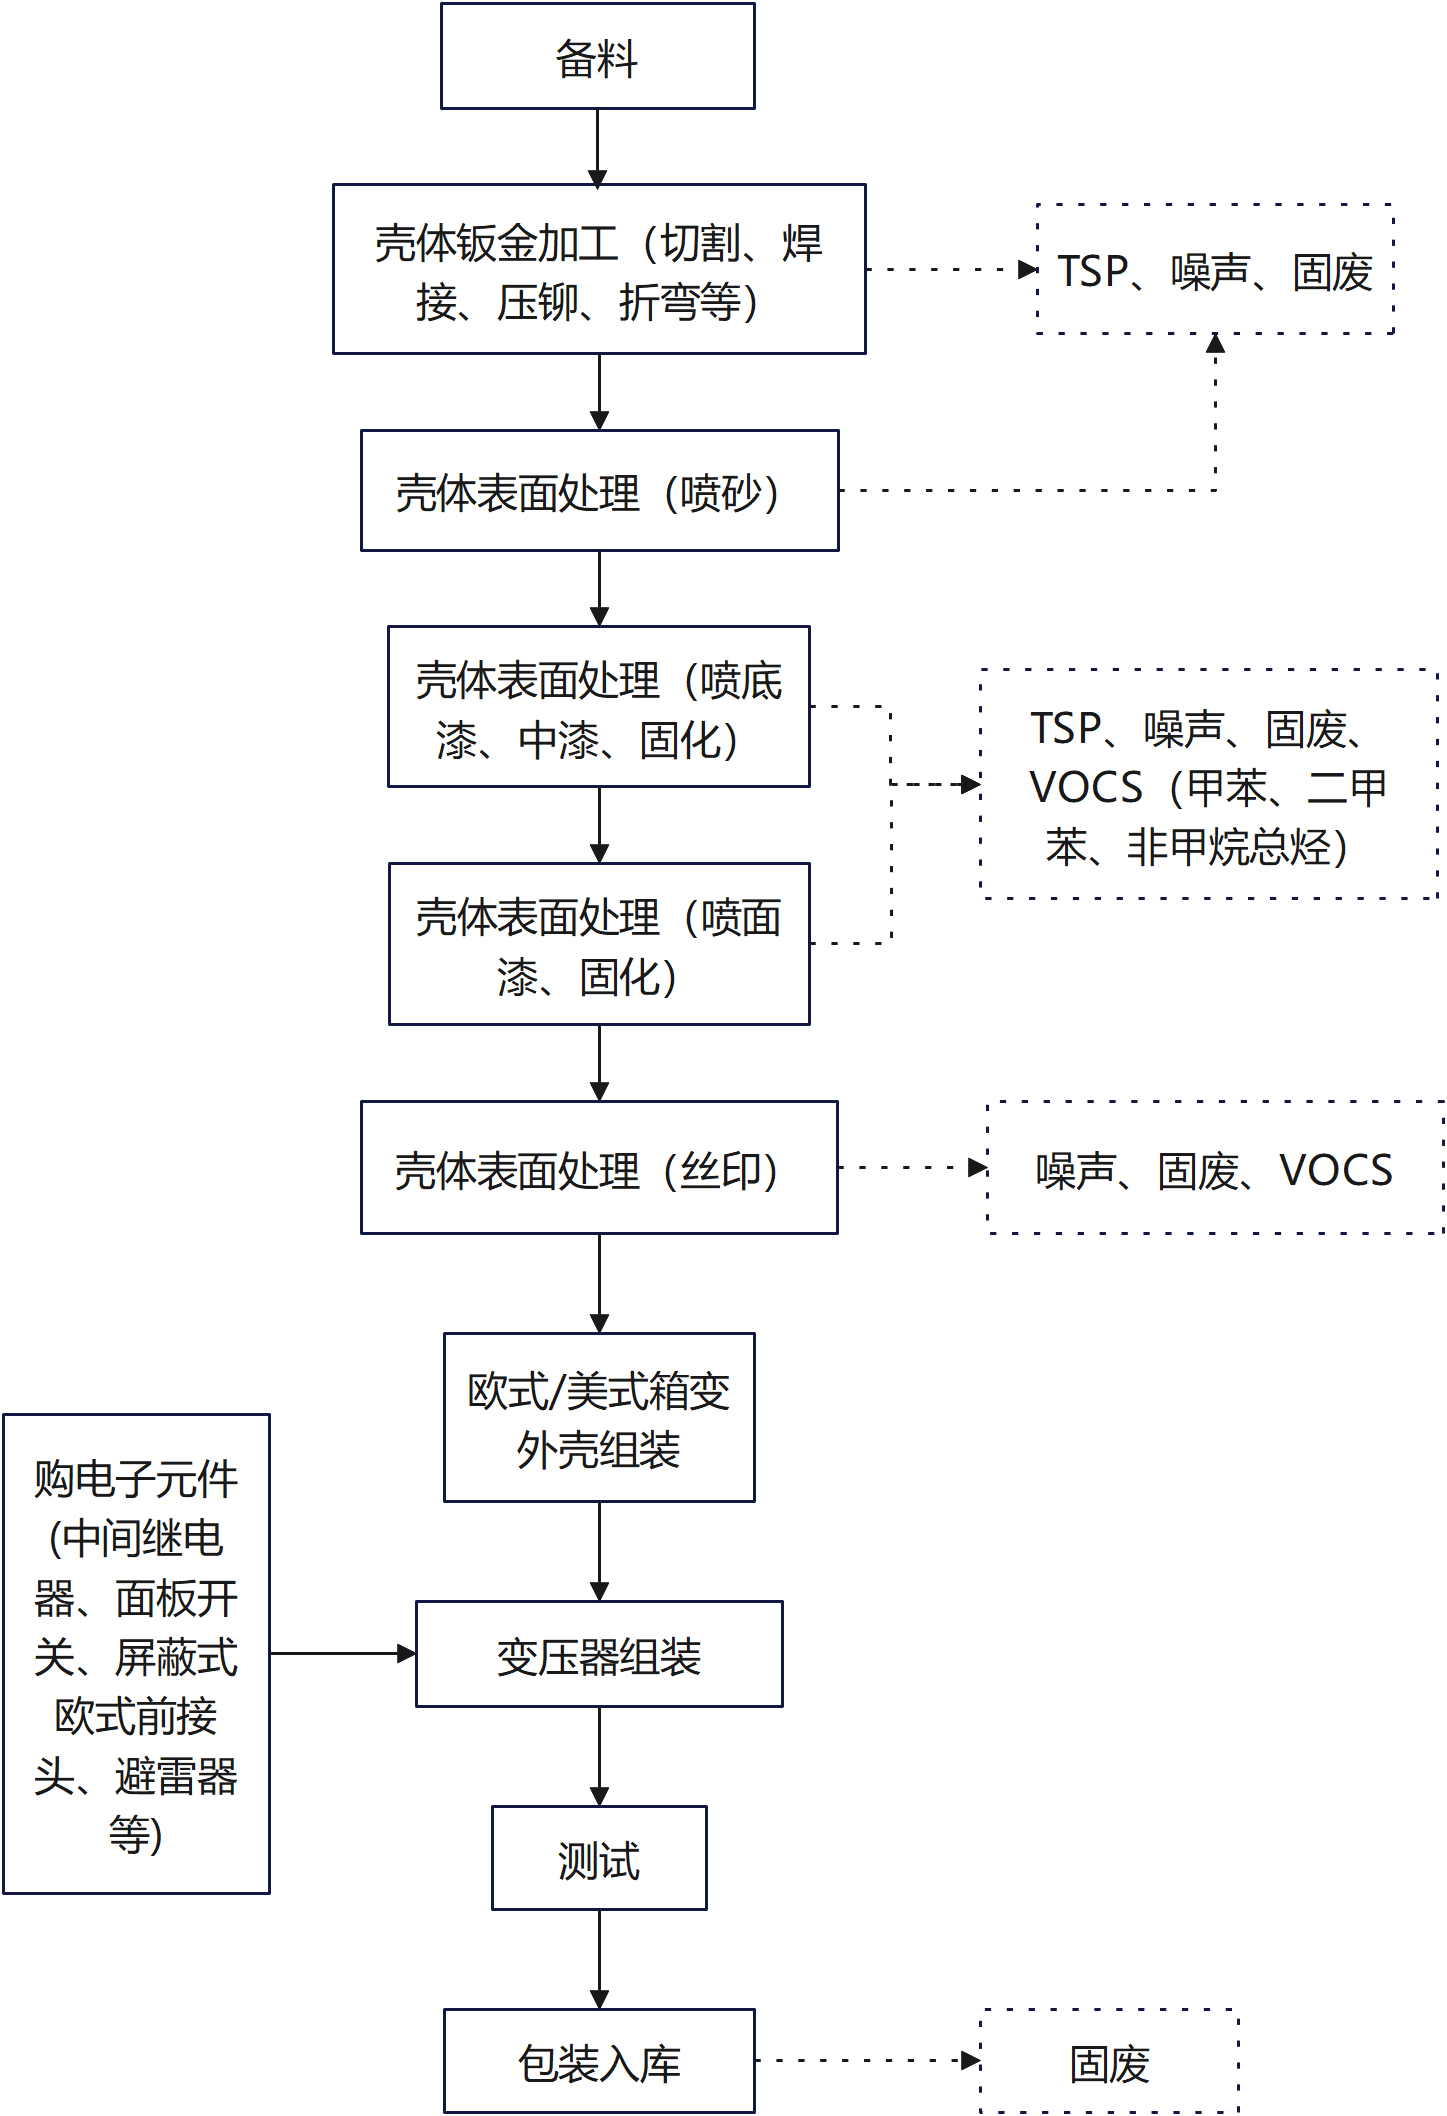 备料
壳体钣金加工（切割、焊
接、压铆、折弯等）
TSP、噪声、固废
壳体表面处理（喷砂）
壳体表面处理（喷底
漆、中漆、固化）
TSP、噪声、固废、
VOCS（甲苯、二甲
苯、非甲烷总烃）
壳体表面处理（喷面
漆、固化）
壳体表面处理（丝印）
噪声、固废、VOCS
欧式/美式箱变
外壳组装
购电子元件
(中间继电
器、面板开
关、屏蔽式
欧式前接
头、避雷器
等)
变压器组装
测试
包装入库
固废